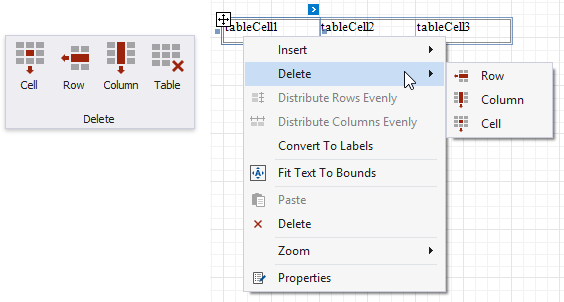 Cell Row Column Table
Delete
tableCell1 tableCell2 tableCell3
Insert
Delete
Distribute Rows Evenly
Distribute Columns Evenly
Convert To Labels
Fit Text To Bounds
Paste
Delete
Zoom
Properties
Row
Column
Cell